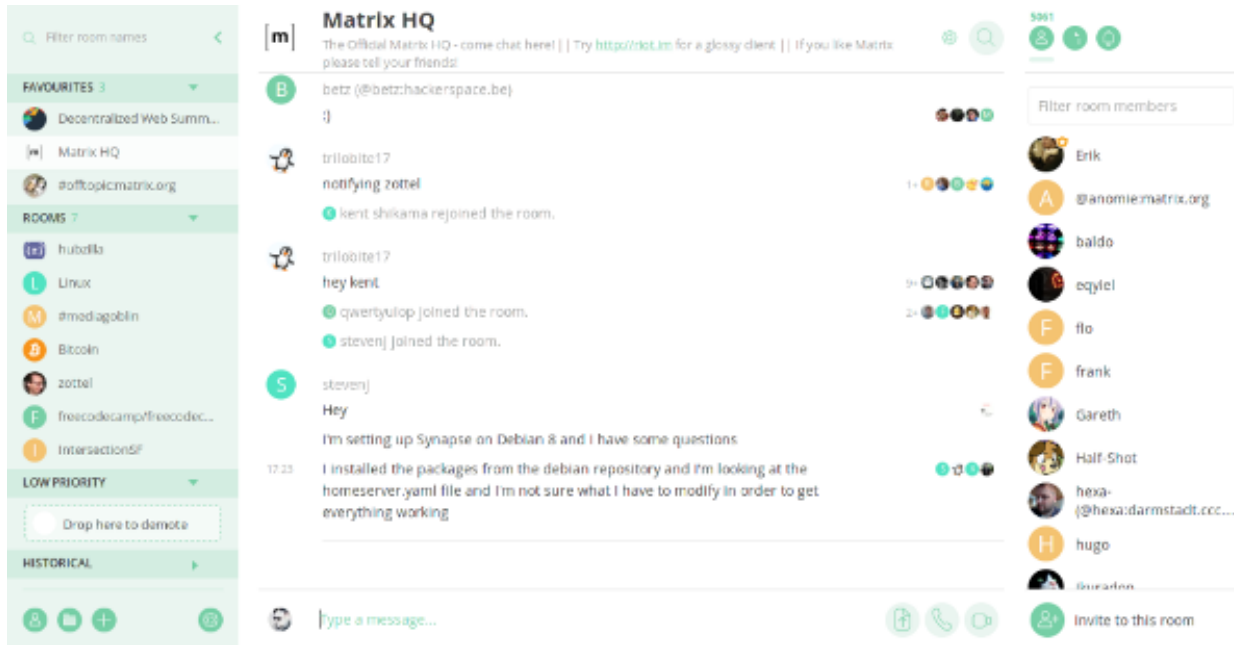 Filter room names
FAVOURITES 3
Decentralized Web Summ...
[m] Matrix HQ
#offtopic:matrix.org
ROOMS 7
hubzilla
L Linux
M #mediagoblin
Bitcoin
zottel
F freecodecamp/freecodec...
I IntersectionSF
LOW PRIORITY
Drop here to demote
HISTORICAL
[m]
Matrix HQ
The Official Matrix HQ - come chat here! || Try http://riot.im for a glossy client || If you like Matrix
please tell your friends!
B betz (@betz:hackerspace.be)
:)
trilobite17
notifying zottel
1+
kent shikama rejoined the room.
trilobite17
hey kent
9+
qwertyuiop joined the room.
2+
stevenj joined the room.
S stevenj
Hey
I'm setting up Synapse on Debian 8 and I have some questions
17:23 I installed the packages from the debian repository and I'm looking at the
homeserver.yaml file and I'm not sure what I have to modify in order to get
everything working
Type a message...
5061
Filter room members
Erik
A @anomie:matrix.org
baldo
eqyiel
F flo
F frank
Gareth
Half-Shot
hexa-
(@hexa:darmstadt.ccc....
H hugo
Invite to this room